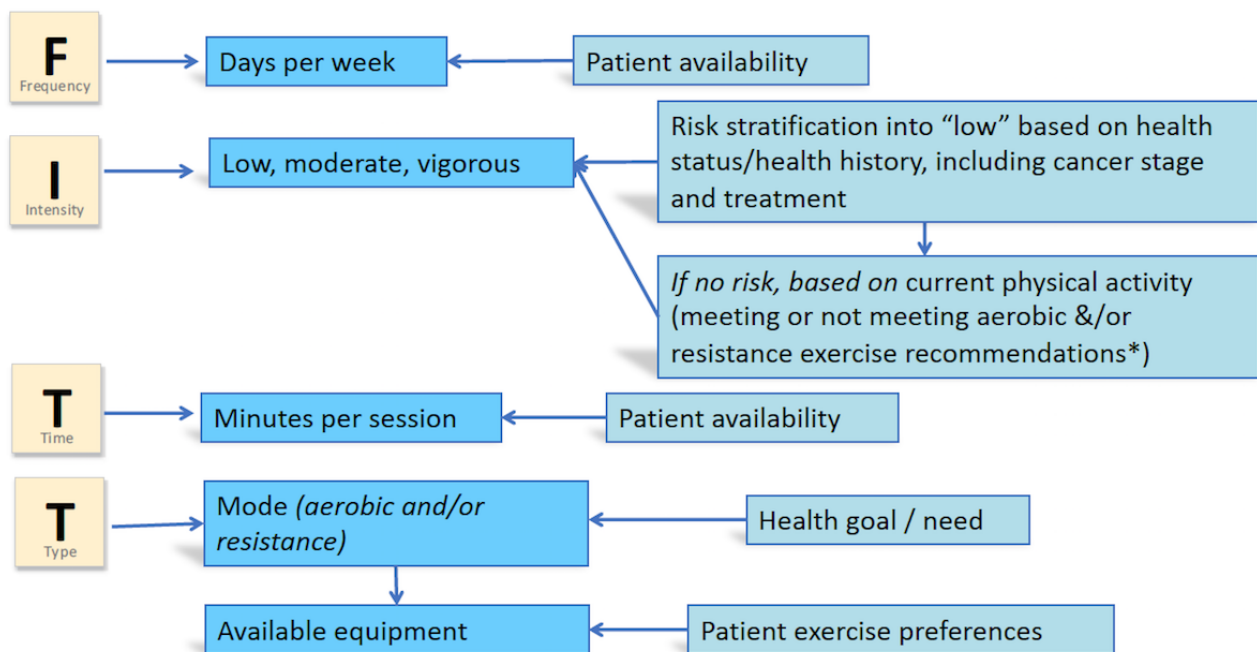 F
Frequency
Days per week
Patient availability
I
Intensity
Low, moderate, vigorous
Risk stratification into “low” based on health
status/health history, including cancer stage
and treatment
If no risk, based on current physical activity
(meeting or not meeting aerobic &/or
resistance exercise recommendations*)
T
Time
Minutes per session
Patient availability
T
Type
Mode (aerobic and/or
resistance)
Health goal / need
Available equipment
Patient exercise preferences